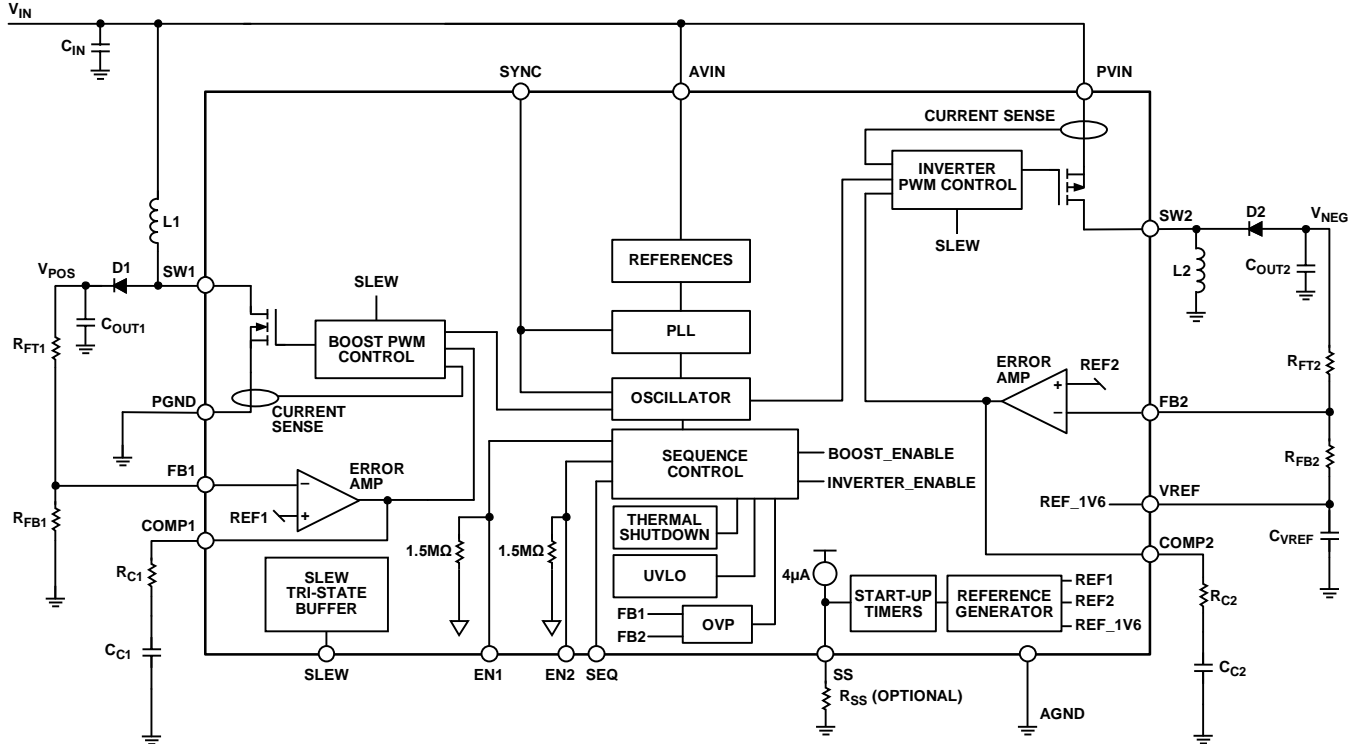 VIN
CIN
SYNC
AVIN
PVIN
CURRENT SENSE
INVERTER
PWM CONTROL
L1
SLEW
SW2
D2
VNEG
REFERENCES
L2
COUT2
VPOS
D1
SW1
SLEW
COUT1
BOOST PWM
CONTROL
PLL
RFT1
ERROR
AMP
REF2
RFT2
OSCILLATOR
PGND
CURRENT
SENSE
FB2
SEQUENCE
CONTROL
BOOST_ENABLE
INVERTER_ENABLE
RFB2
FB1
ERROR
AMP
REF1
RFB1
REF_1V6
VREF
CVREF
COMP1
THERMAL
SHUTDOWN
1.5MΩ
1.5MΩ
COMP2
RC1
SLEW
TRI-STATE
BUFFER
UVLO
4µA
START-UP
TIMERS
REFERENCE
GENERATOR
REF1
REF2
REF_1V6
RC2
FB1
FB2
OVP
CC1
SLEW
EN1
EN2
SEQ
SS
RSS (OPTIONAL)
AGND
CC2